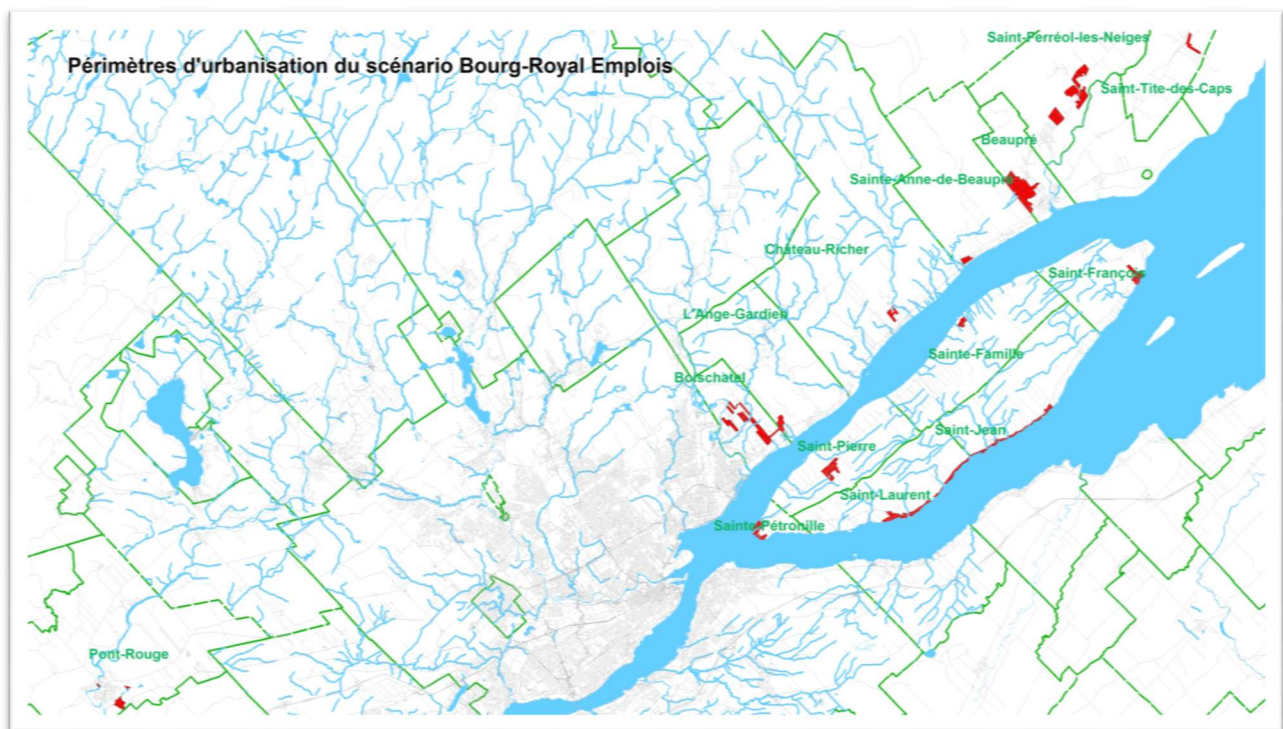 Périmètres d'urbanisation du scénario Bourg-Royal Emplois
Saint-Ferréol-les-Neiges
Saint-Tite-des-Caps
Beaupré
Sainte-Anne-de-Beaupré
Château-Richer
Saint-François
L'Ange-Gardien
Sainte-Famille
Boischatel
Saint-Jean
Saint-Pierre
Saint-Laurent
Sainte-Pétronille
Pont-Rouge